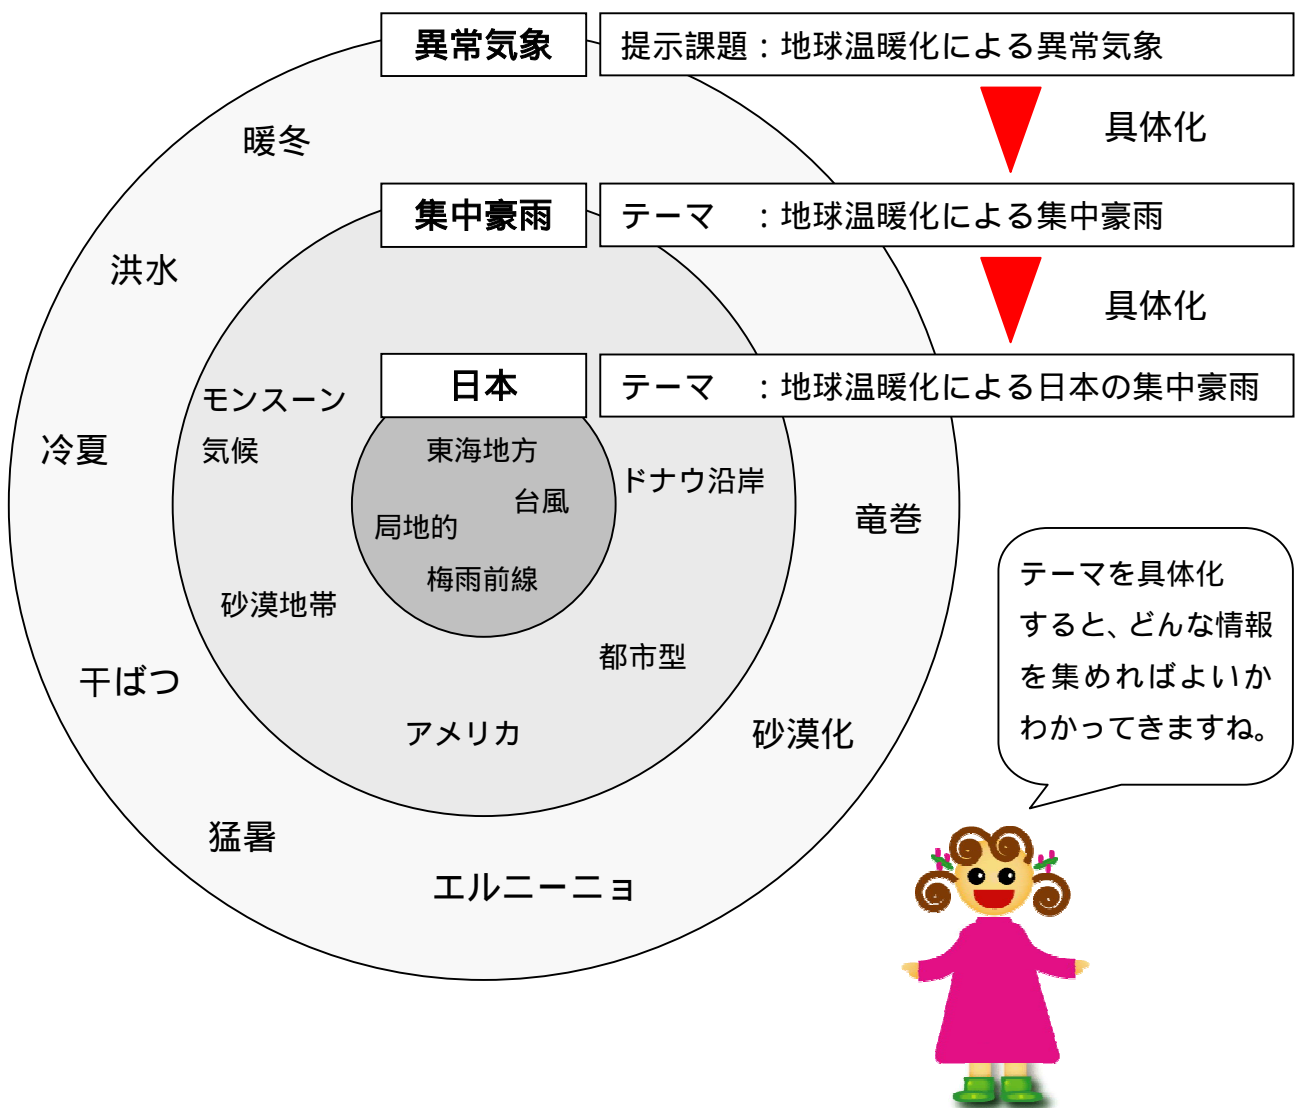 異常気象
提示課題：地球温暖化による異常気象
具体化
暖冬
集中豪雨
テーマ　：地球温暖化による集中豪雨
洪水
具体化
日本
テーマ　：地球温暖化による日本の集中豪雨
モンスーン
気候
冷夏
東海地方
ドナウ沿岸
台風
局地的
竜巻
梅雨前線
砂漠地帯
都市型
干ばつ
アメリカ
砂漠化
猛暑
エルニーニョ
テーマを具体化
すると、どんな情報
を集めればよいか
わかってきますね。